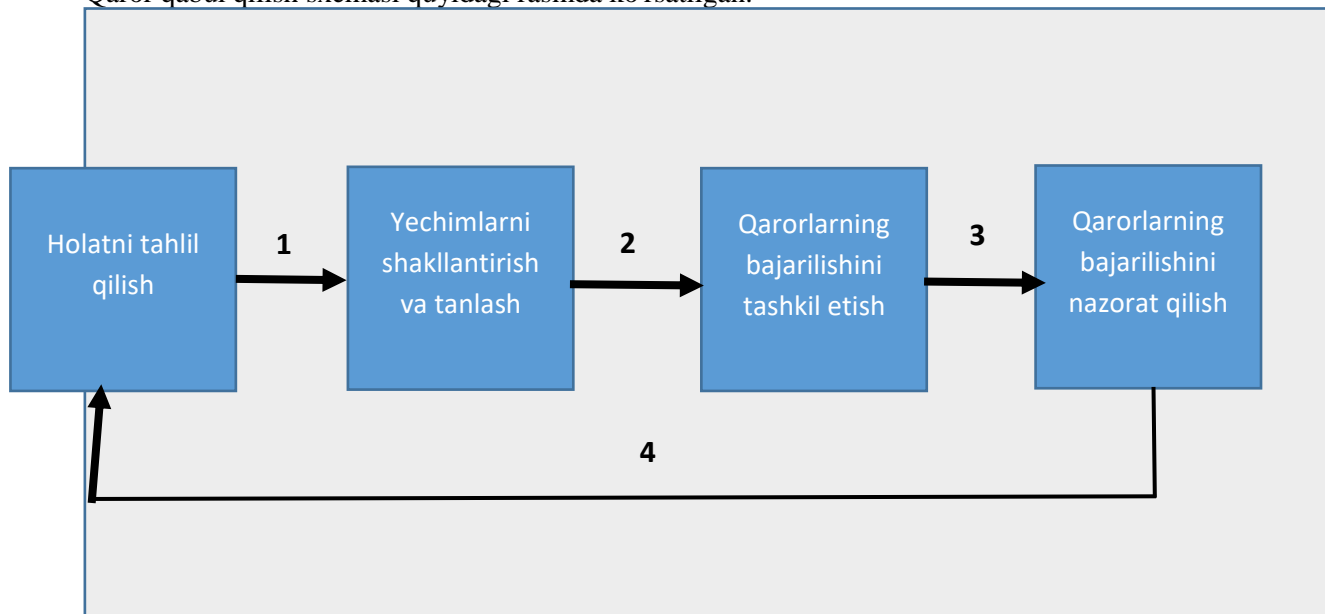 Holatni tahlil
qilish
1
Yechimlarni
shakllantirish
va tanlash
2
Qarorlarning
bajarilishini
tashkil etish
3
Qarorlarning
bajarilishini
nazorat qilish
4